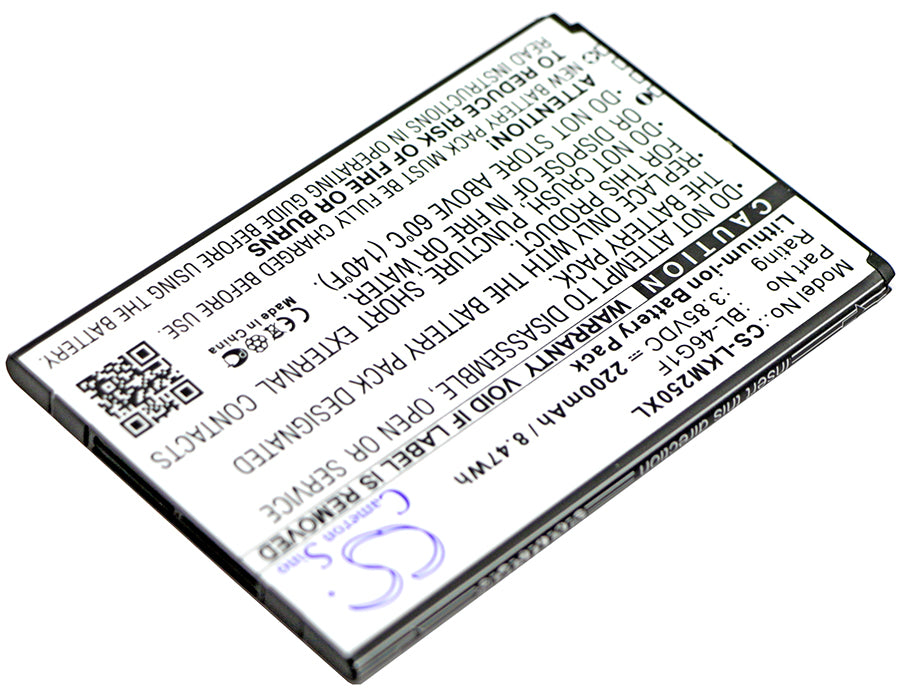 Model No...: CS-LKM250XL
Part No : BL-46G1F
Rating : 3.85VDC ⎓ 2200mAh / 8.47Wh
Lithium-Ion Battery Pack
CAUTION WARRANTY VOID IF LABEL IS REMOVED
•DO NOT ATTEMPT TO DISASSEMBLE, OPEN OR SERVICE
THE BATTERY PACK.
•REPLACE ONLY WITH THE BATTERY PACK DESIGNATED
FOR THIS PRODUCT.
•DO NOT CRUSH, PUNCTURE, SHORT EXTERNAL CONTACTS
OR DISPOSE OF IN FIRE OR WATER.
•DO NOT STORE ABOVE 60°C (140°F).
ATTENTION!
NEW BATTERY PACK MUST BE FULLY CHARGED BEFORE USE.
TO REDUCE RISK OF FIRE OR BURNS
READ INSTRUCTIONS IN OPERATING GUIDE BEFORE USING THE BATTERY.
CE
Made in China
CS
Cameron Sino
Insert this direction